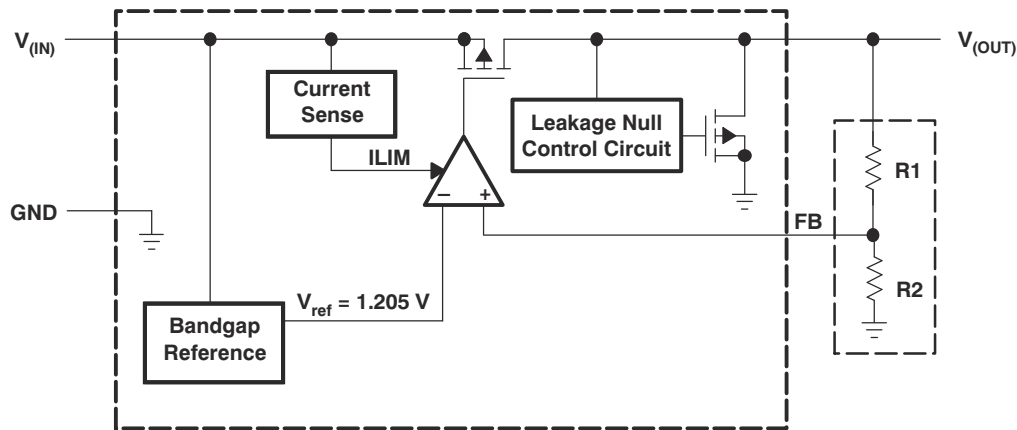 V(IN)
V(OUT)
Current
Sense
Leakage Null
Control Circuit
R1
ILIM
− +
GND
FB
R2
Vref = 1.205 V
Bandgap
Reference